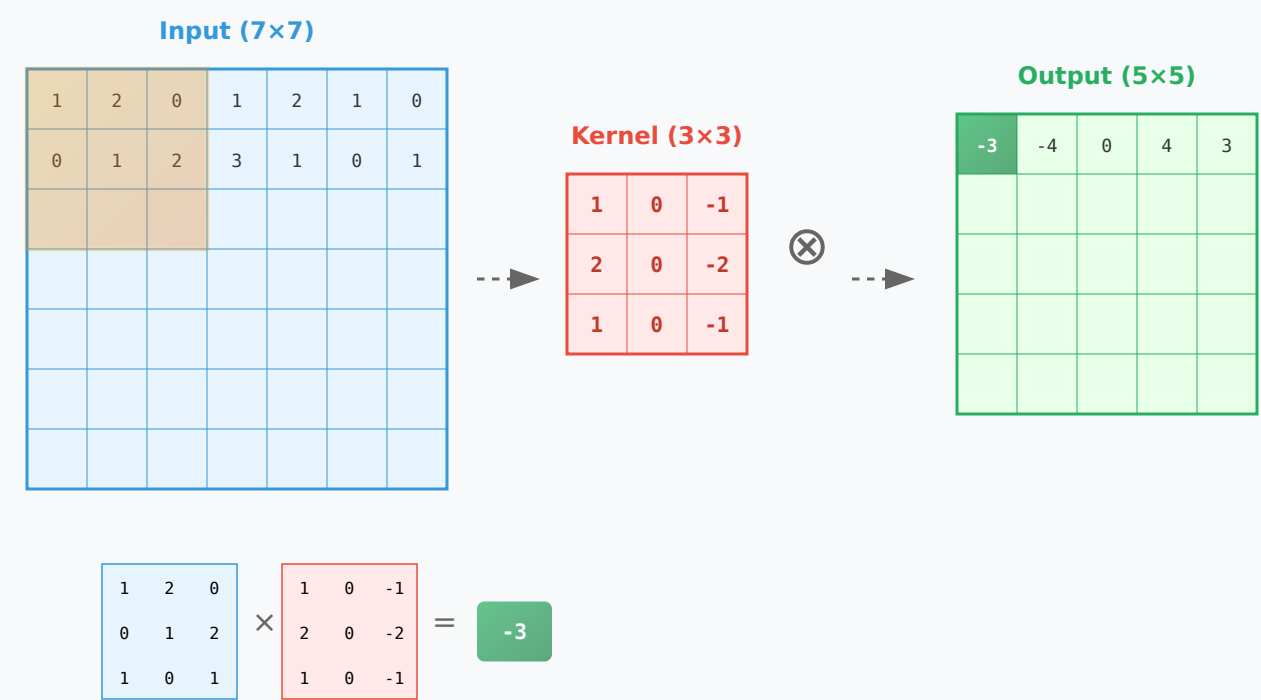 Input (7×7)
Output (5×5)
Kernel (3×3)
1 2 0 1 2 1 0
0 1 2 3 1 0 1
1 0 -1
2 0 -2
1 0 -1
⊗
-3 -4 0 4 3
1 2 0
0 1 2
1 0 1
×
1 0 -1
2 0 -2
1 0 -1
=
-3